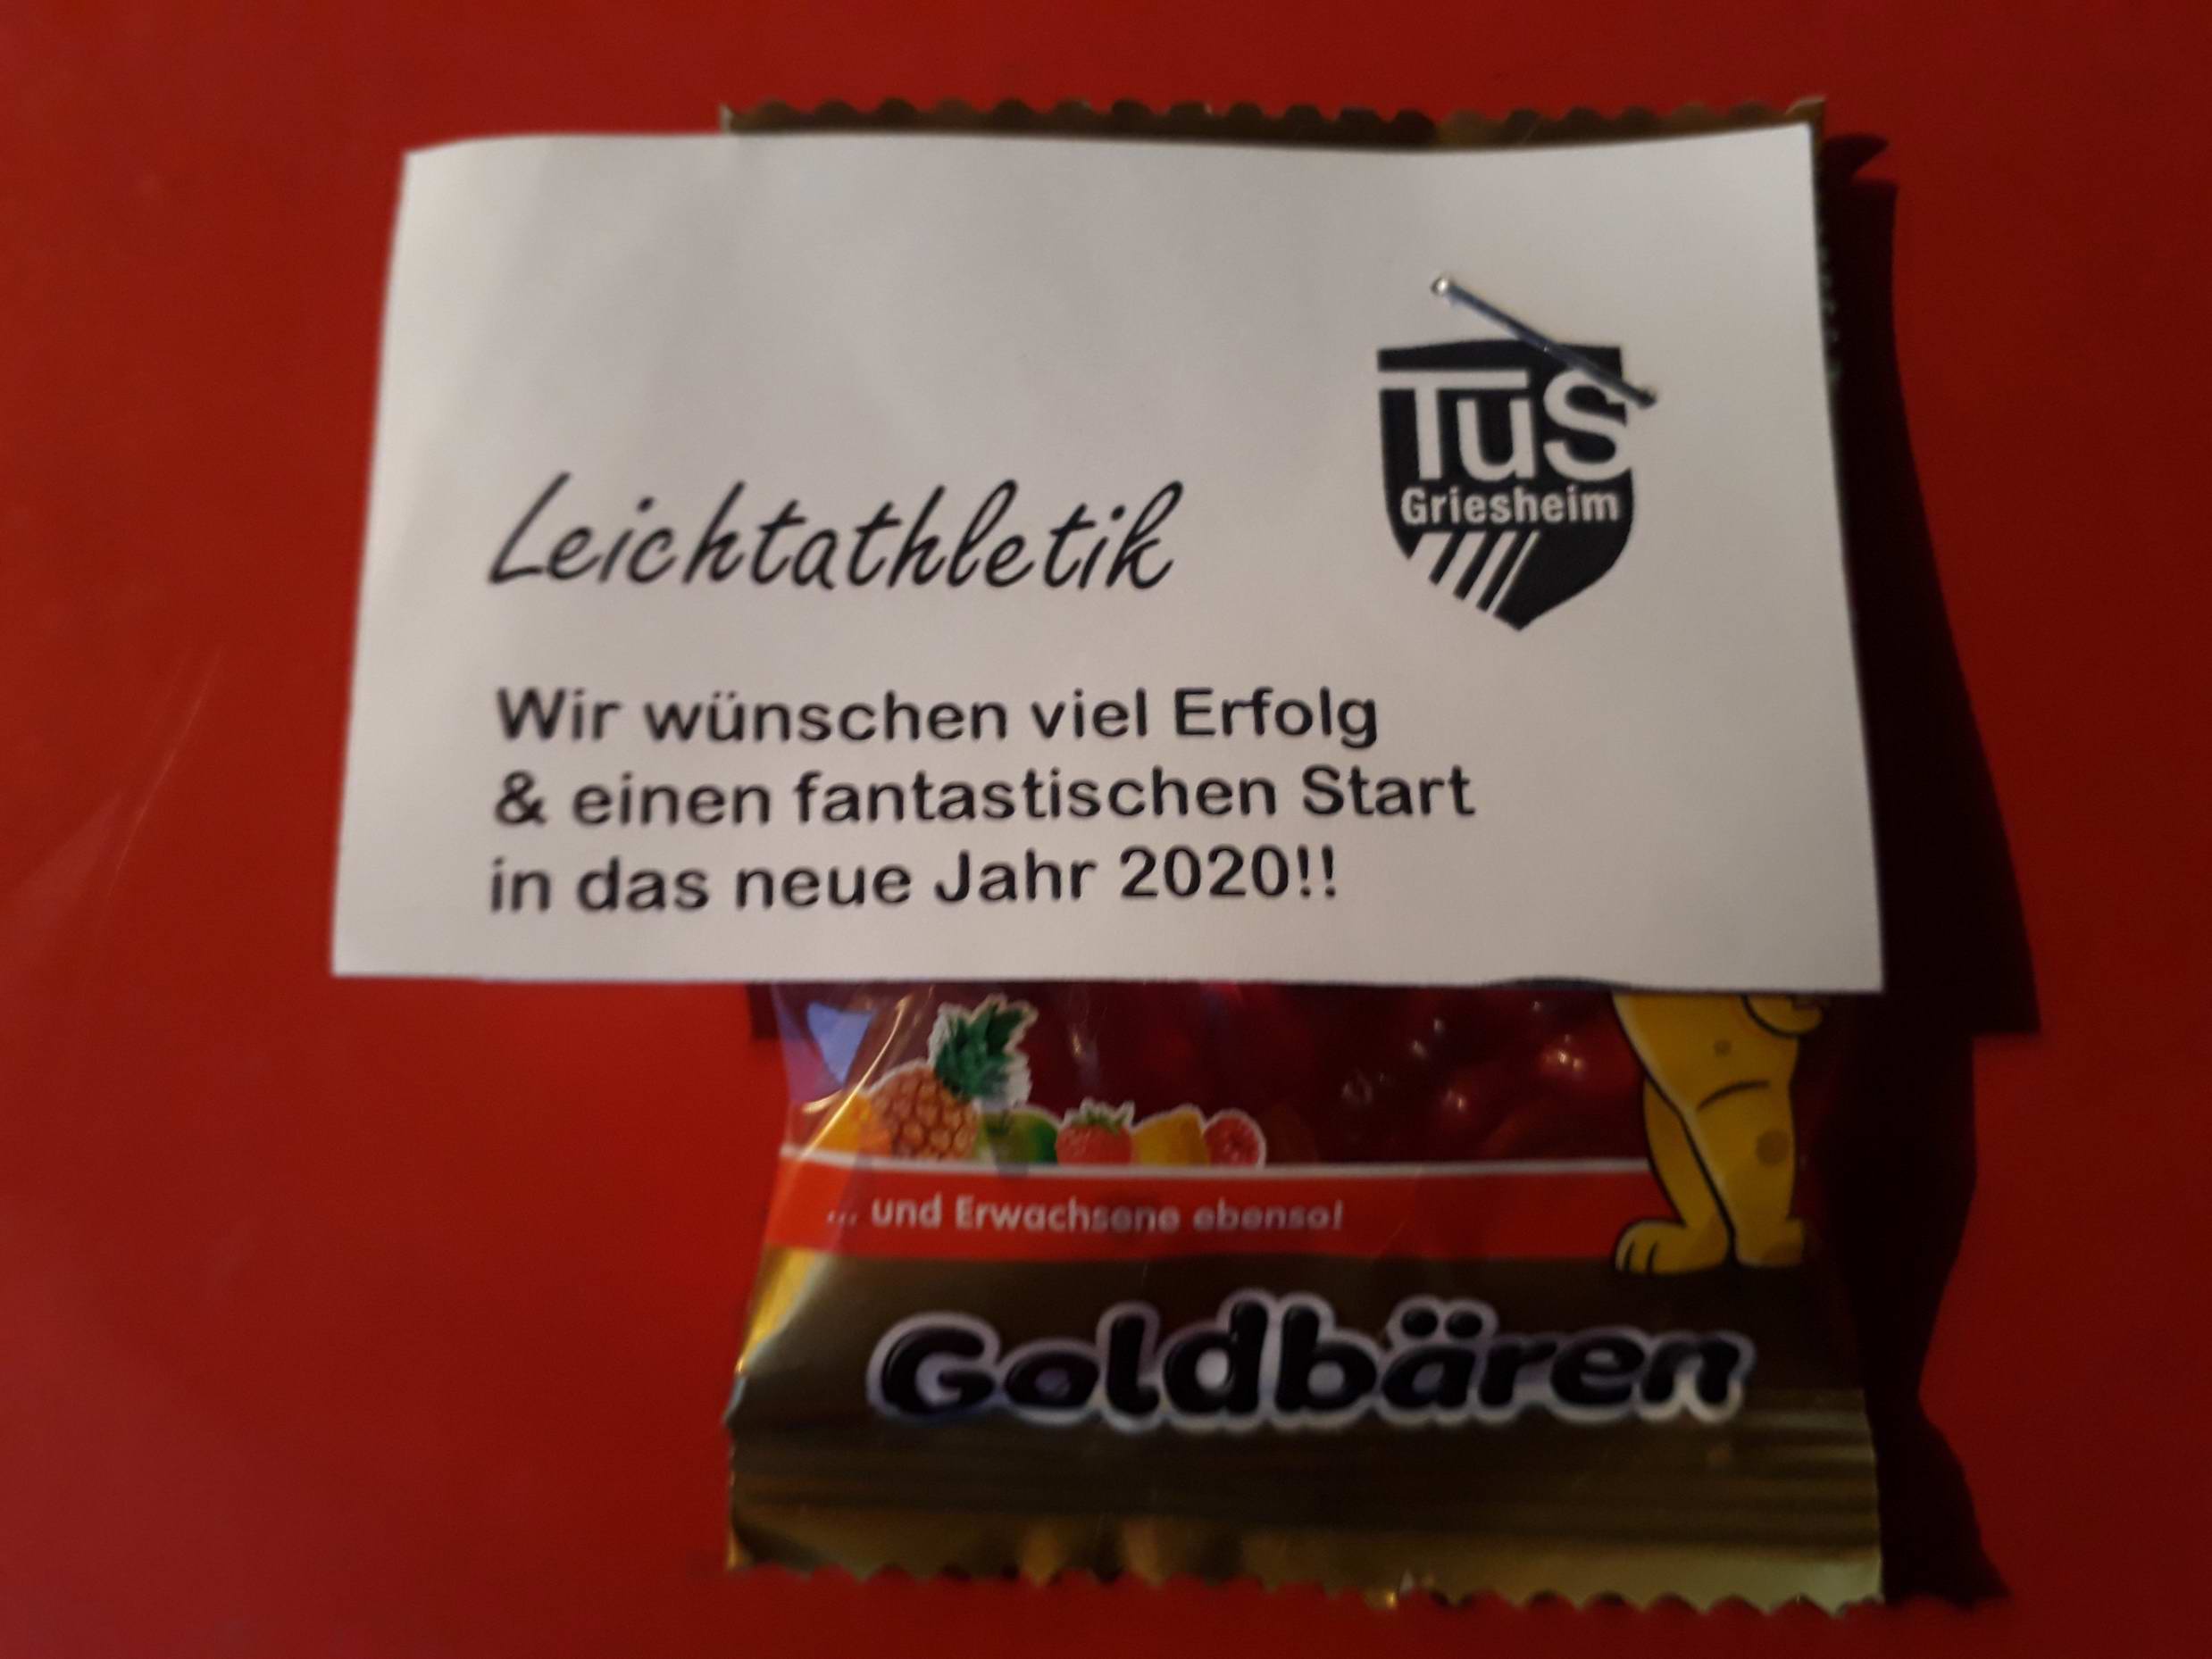 TuS
Griesheim
Leichtathletik
Wir wünschen viel Erfolg
& einen fantastischen Start
in das neue Jahr 2020!!
... und Erwachsene ebenso!
Goldbären